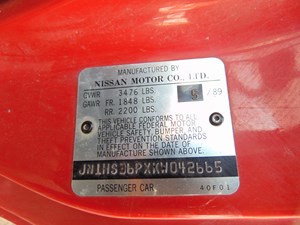 MANUFACTURED BY
NISSAN MOTOR CO., LTD.
GVWR 3476 LBS. 9 / 89
GAWR FR. 1848 LBS.
RR. 2200 LBS.
THIS VEHICLE CONFORMS TO ALL
APPLICABLE FEDERAL MOTOR
VEHICLE SAFETY, BUMPER, AND
THEFT PREVENTION STANDARDS
IN EFFECT ON THE DATE OF
MANUFACTURE SHOWN ABOVE.
JN1HS36PXKW042665
PASSENGER CAR 40F01